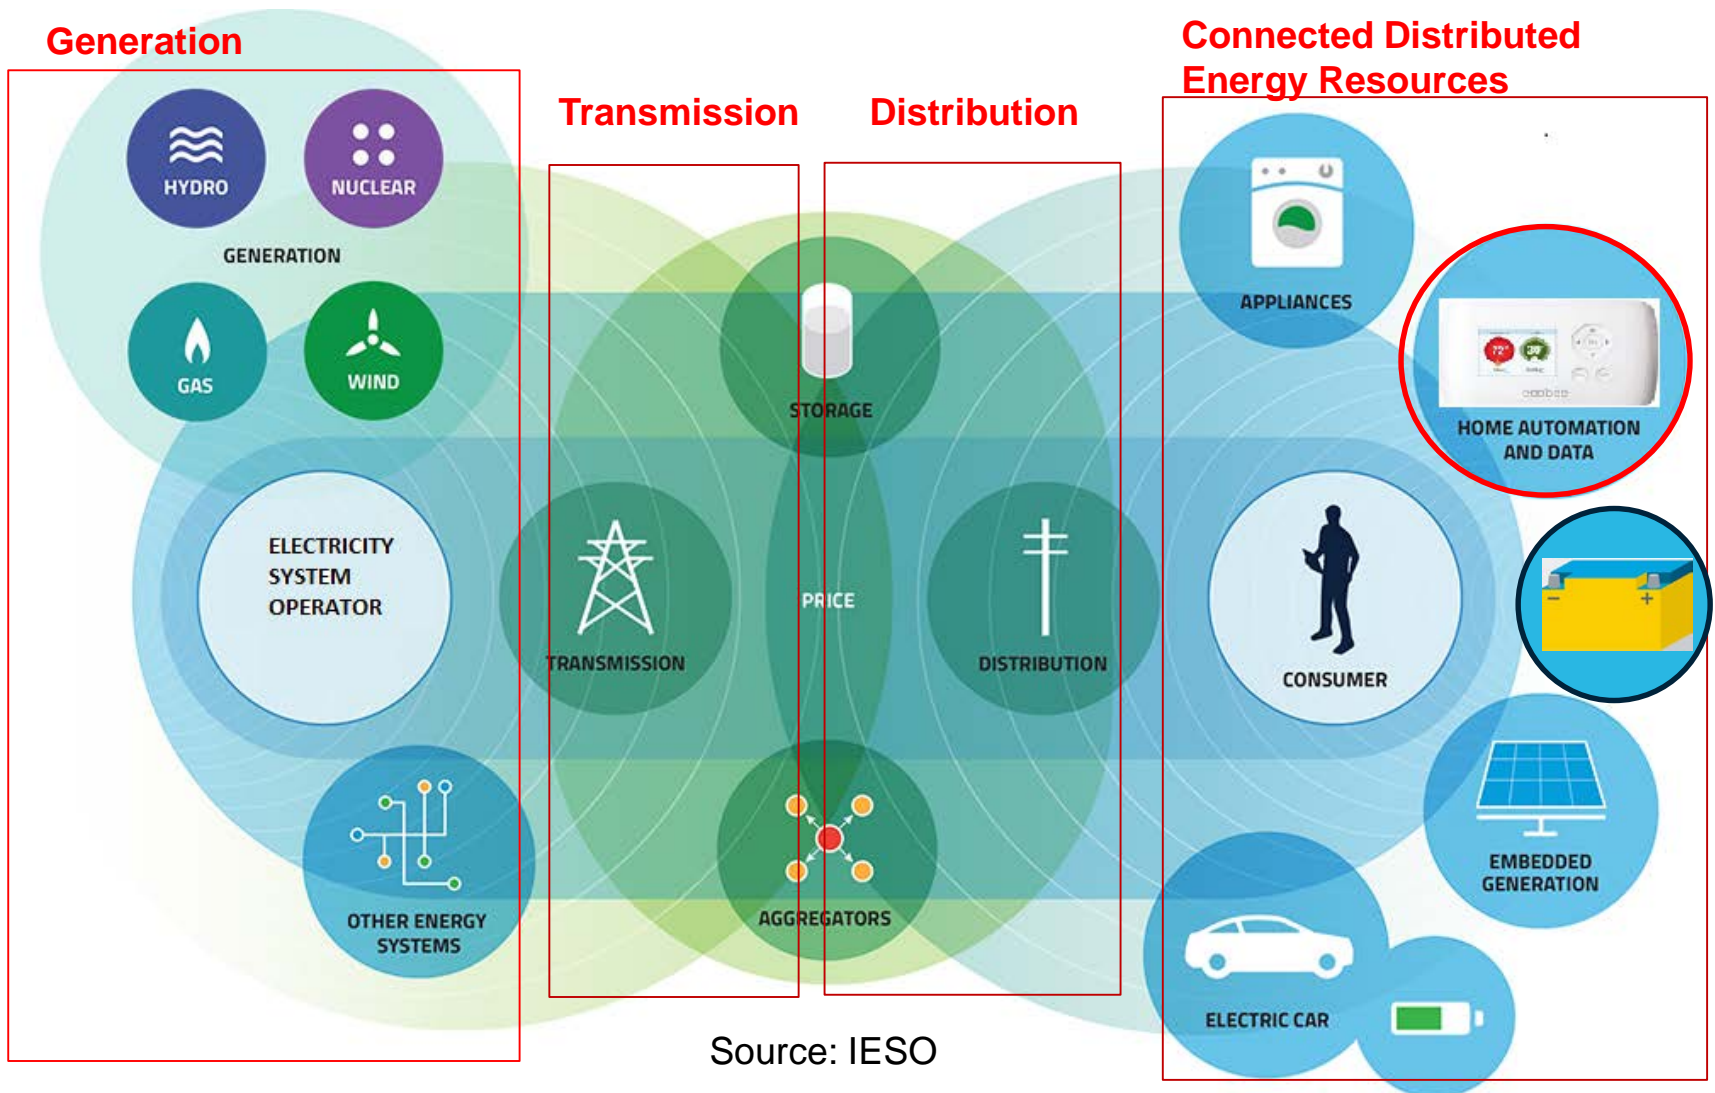 Generation
Connected Distributed
Energy Resources
Transmission
Distribution
HYDRO
NUCLEAR
GENERATION
GAS
WIND
STORAGE
APPLIANCES
72°
HOME AUTOMATION
AND DATA
ELECTRICITY
SYSTEM
OPERATOR
TRANSMISSION
PRICE
DISTRIBUTION
CONSUMER
− +
OTHER ENERGY
SYSTEMS
AGGREGATORS
EMBEDDED
GENERATION
ELECTRIC CAR
Source: IESO